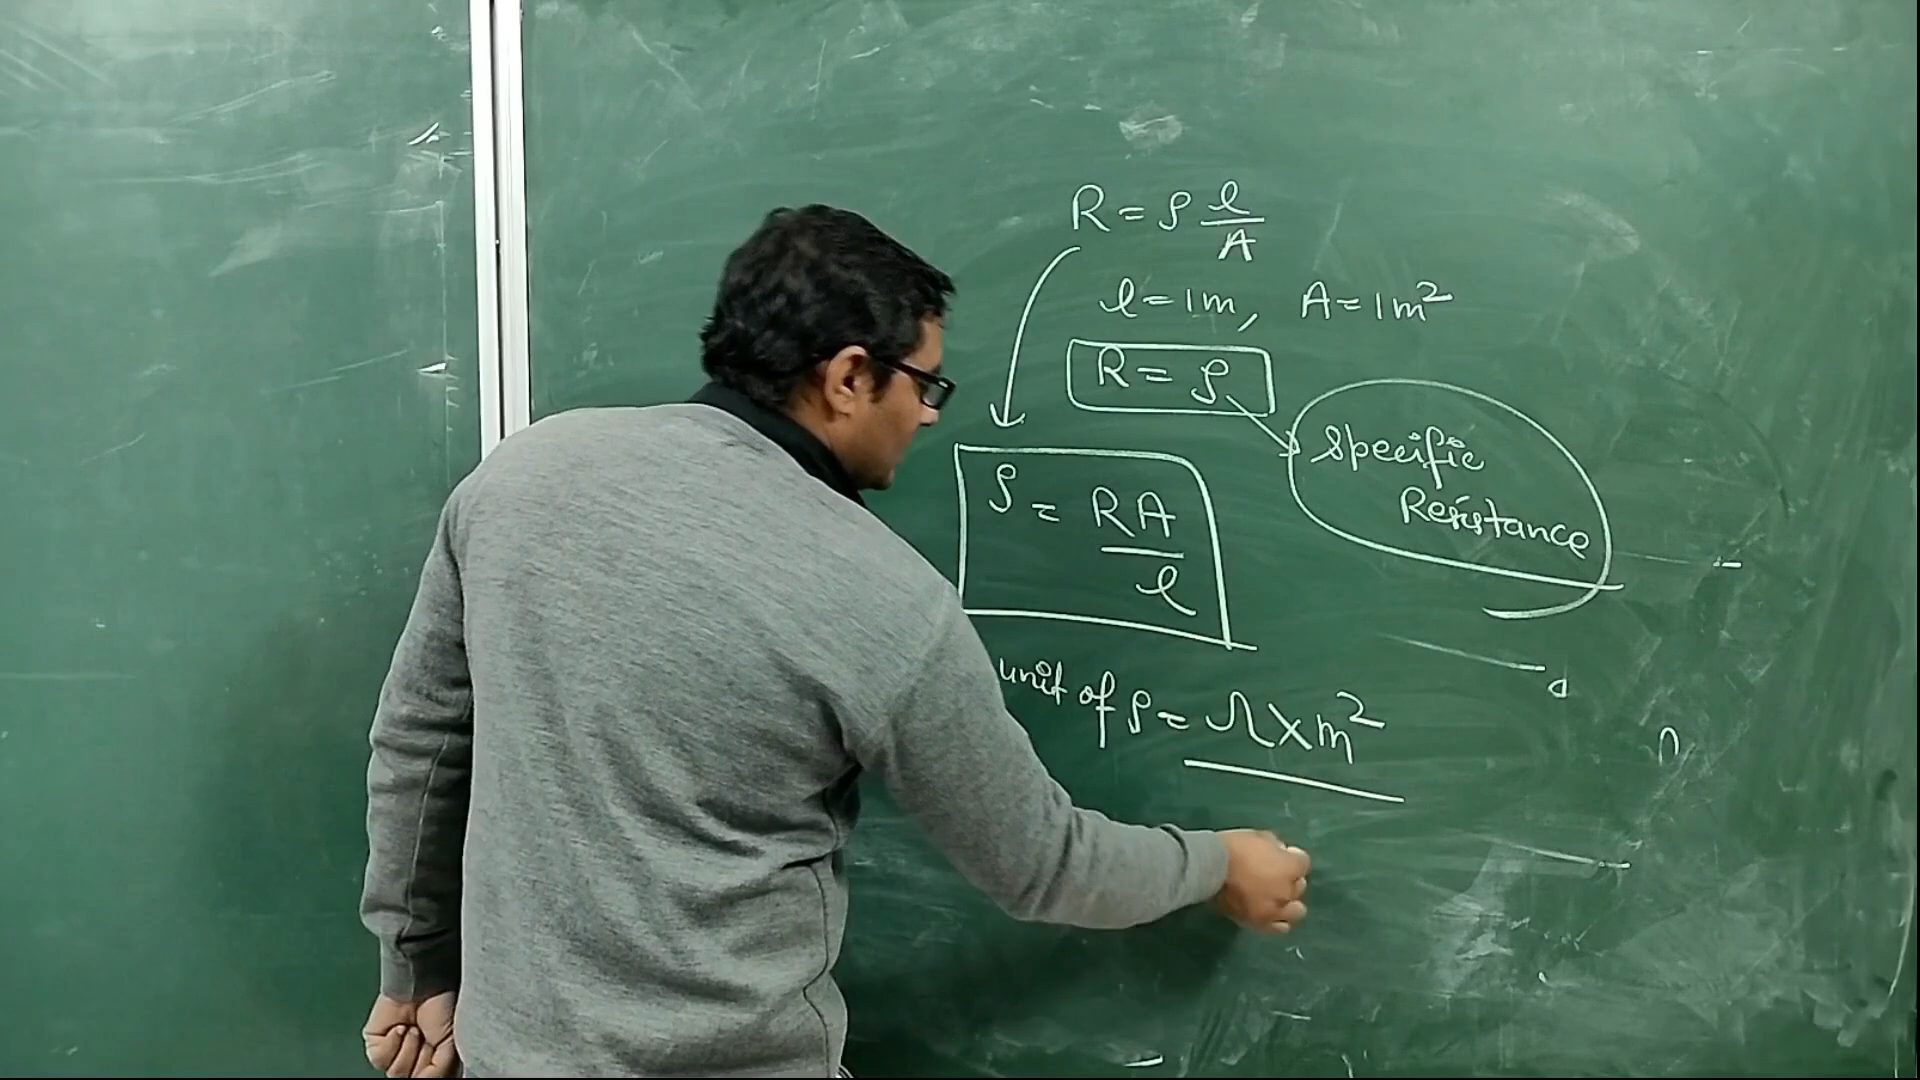 R = ρ l/A
l = 1m, A = 1m²
R = ρ
Specific
Resistance
ρ = RA/l
unit of ρ = Ω × m²